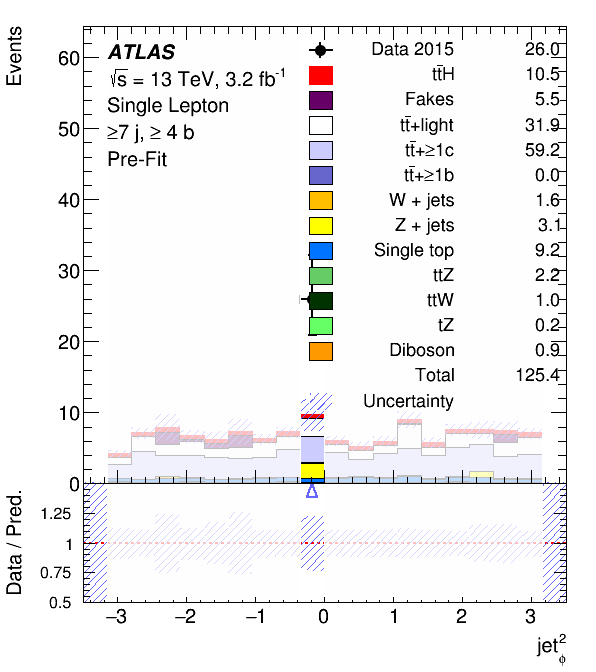 Events
ATLAS
√s = 13 TeV, 3.2 fb⁻¹
Single Lepton
≥7 j, ≥ 4 b
Pre-Fit
Data 2015 26.0
tt̄H 10.5
Fakes 5.5
tt̄+light 31.9
tt̄+≥1c 59.2
tt̄+≥1b 0.0
W + jets 1.6
Z + jets 3.1
Single top 9.2
ttZ 2.2
ttW 1.0
tZ 0.2
Diboson 0.9
Total 125.4
Uncertainty
60
50
40
30
20
10
0
Data / Pred.
1.25
1
0.75
0.5
−3 −2 −1 0 1 2 3
jet²_ϕ